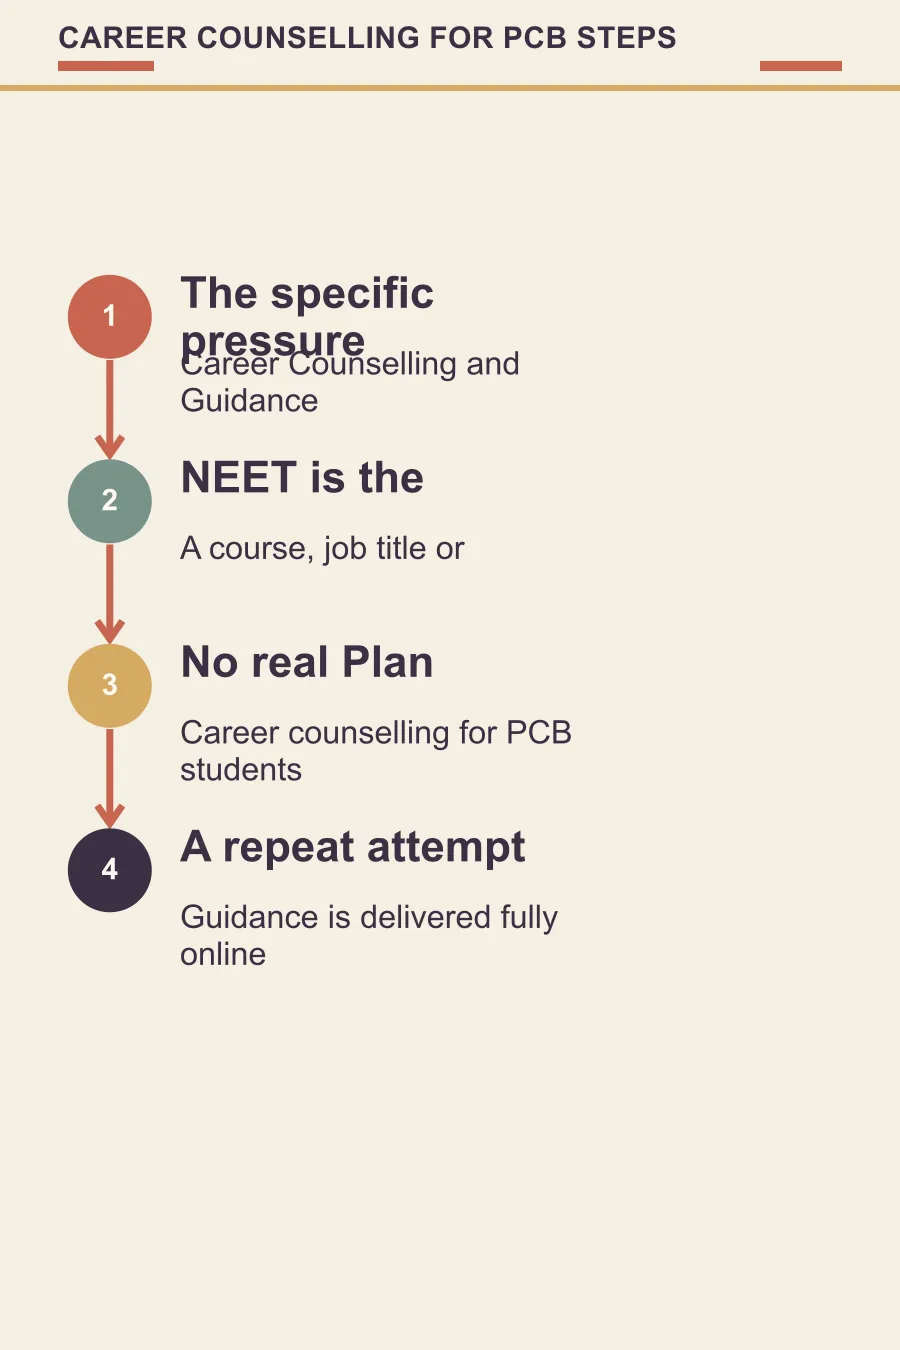 CAREER COUNSELLING FOR PCB STEPS
1
The specific
pressure
Career Counselling and
Guidance
2
NEET is the
A course, job title or
3
No real Plan
Career counselling for PCB
students
4
A repeat attempt
Guidance is delivered fully
online